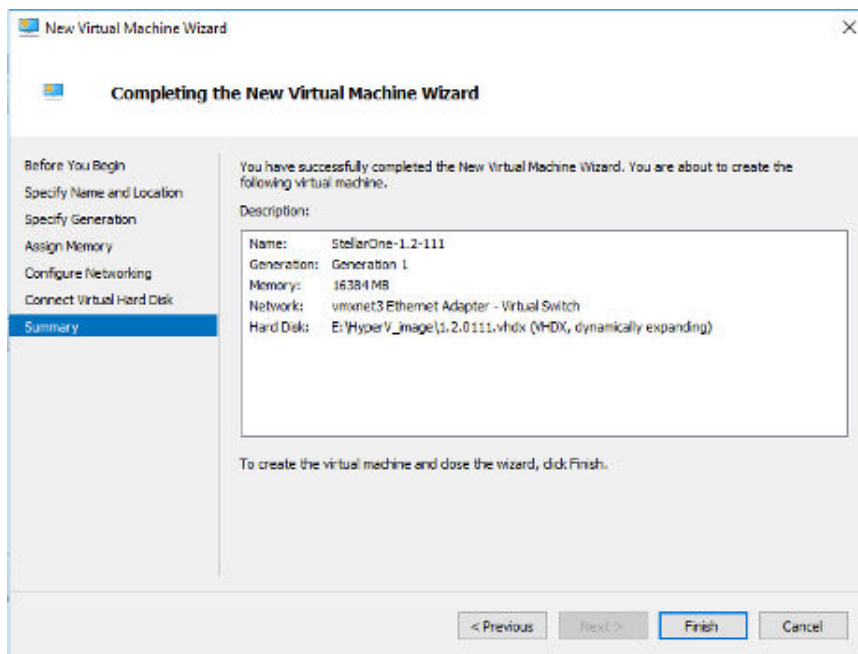 New Virtual Machine Wizard
Completing the New Virtual Machine Wizard
Before You Begin
Specify Name and Location
Specify Generation
Assign Memory
Configure Networking
Connect Virtual Hard Disk
Summary
You have successfully completed the New Virtual Machine Wizard. You are about to create the
following virtual machine.
Description:
Name: StellarOne-1.2-111
Generation: Generation 1
Memory: 16384 MB
Network: vmxnet3 Ethernet Adapter - Virtual Switch
Hard Disk: E:\HyperV_image\1.2.0111.vhdx (VHDX, dynamically expanding)
To create the virtual machine and close the wizard, click Finish.
< Previous Next > Finish Cancel